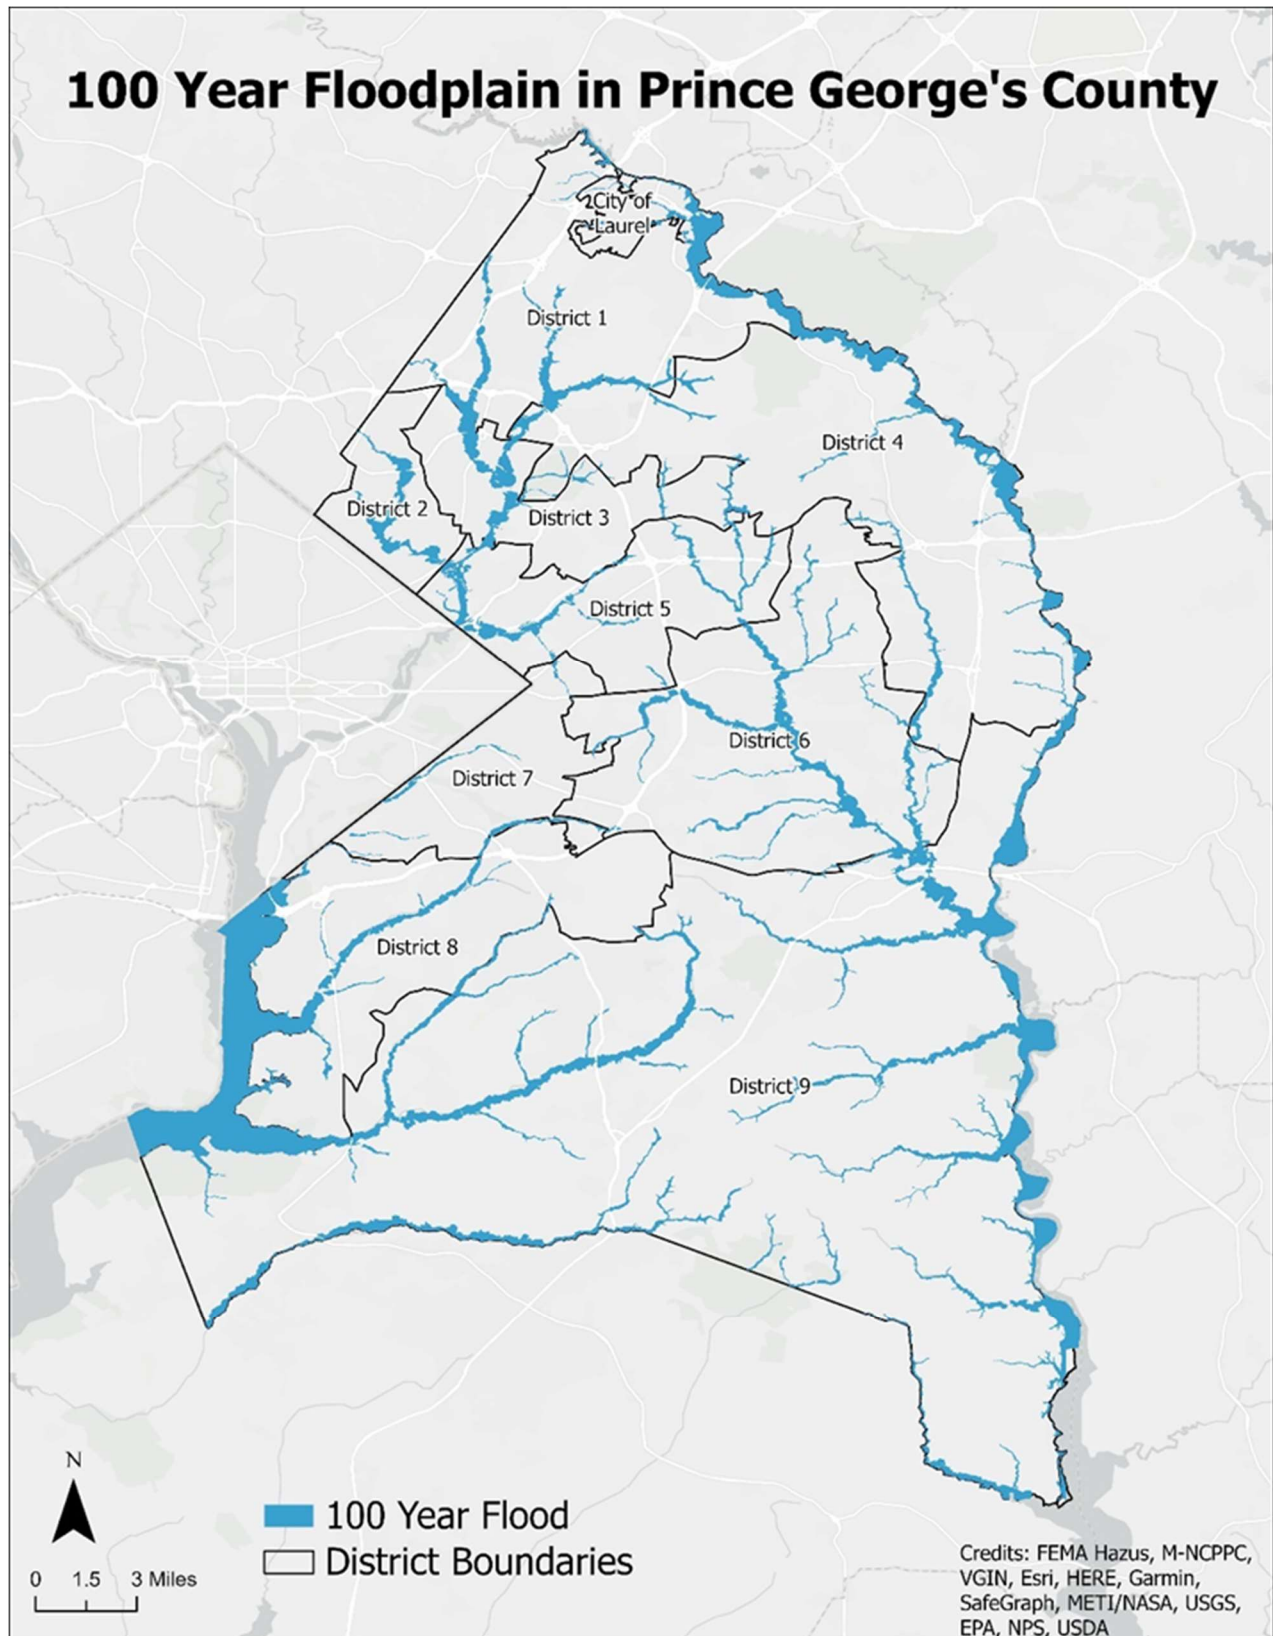 100 Year Floodplain in Prince George's County
City of
Laurel
District 1
District 4
District 2
District 3
District 5
District 6
District 7
District 8
District 9
N
0 1.5 3 Miles
100 Year Flood
District Boundaries
Credits: FEMA Hazus, M-NCPPC,
VGIN, Esri, HERE, Garmin,
SafeGraph, METI/NASA, USGS,
EPA, NPS, USDA